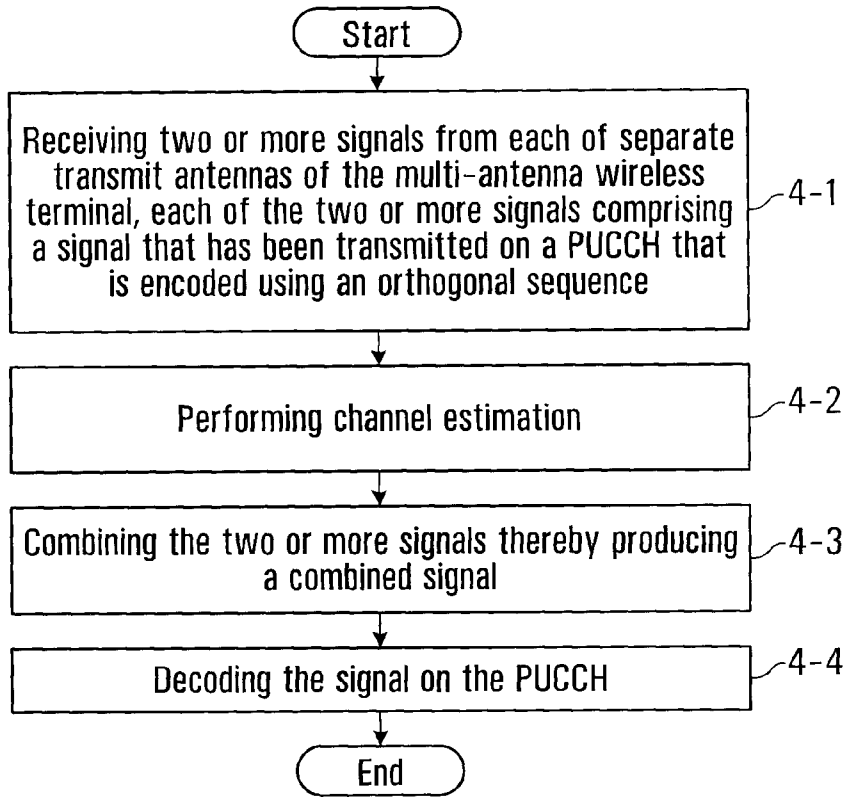 Start
Receiving two or more signals from each of separate
transmit antennas of the multi-antenna wireless
terminal, each of the two or more signals comprising
a signal that has been transmitted on a PUCCH that
is encoded using an orthogonal sequence
4-1
Performing channel estimation
4-2
Combining the two or more signals thereby producing
a combined signal
4-3
Decoding the signal on the PUCCH
4-4
End